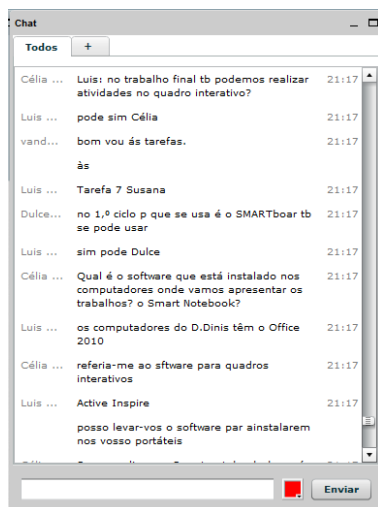 Chat
Todos +
Célia ... Luis: no trabalho final tb podemos realizar 21:17
atividades no quadro interativo?
Luis ... pode sim Célia 21:17
vand... bom vou ás tarefas. 21:17
às
Luis ... Tarefa 7 Susana 21:17
Dulce... no 1,º ciclo p que se usa é o SMARTboar tb 21:17
se pode usar
Luis ... sim pode Dulce 21:17
Célia ... Qual é o software que está instalado nos 21:17
computadores onde vamos apresentar os
trabalhos? o Smart Notebook?
Luis ... os computadores do D.Dinis têm o Office 21:17
2010
Célia ... referia-me ao sftware para quadros 21:17
interativos
Luis ... Active Inspire 21:17
posso levar-vos o software par ainstalarem
nos vosso portáteis
Enviar